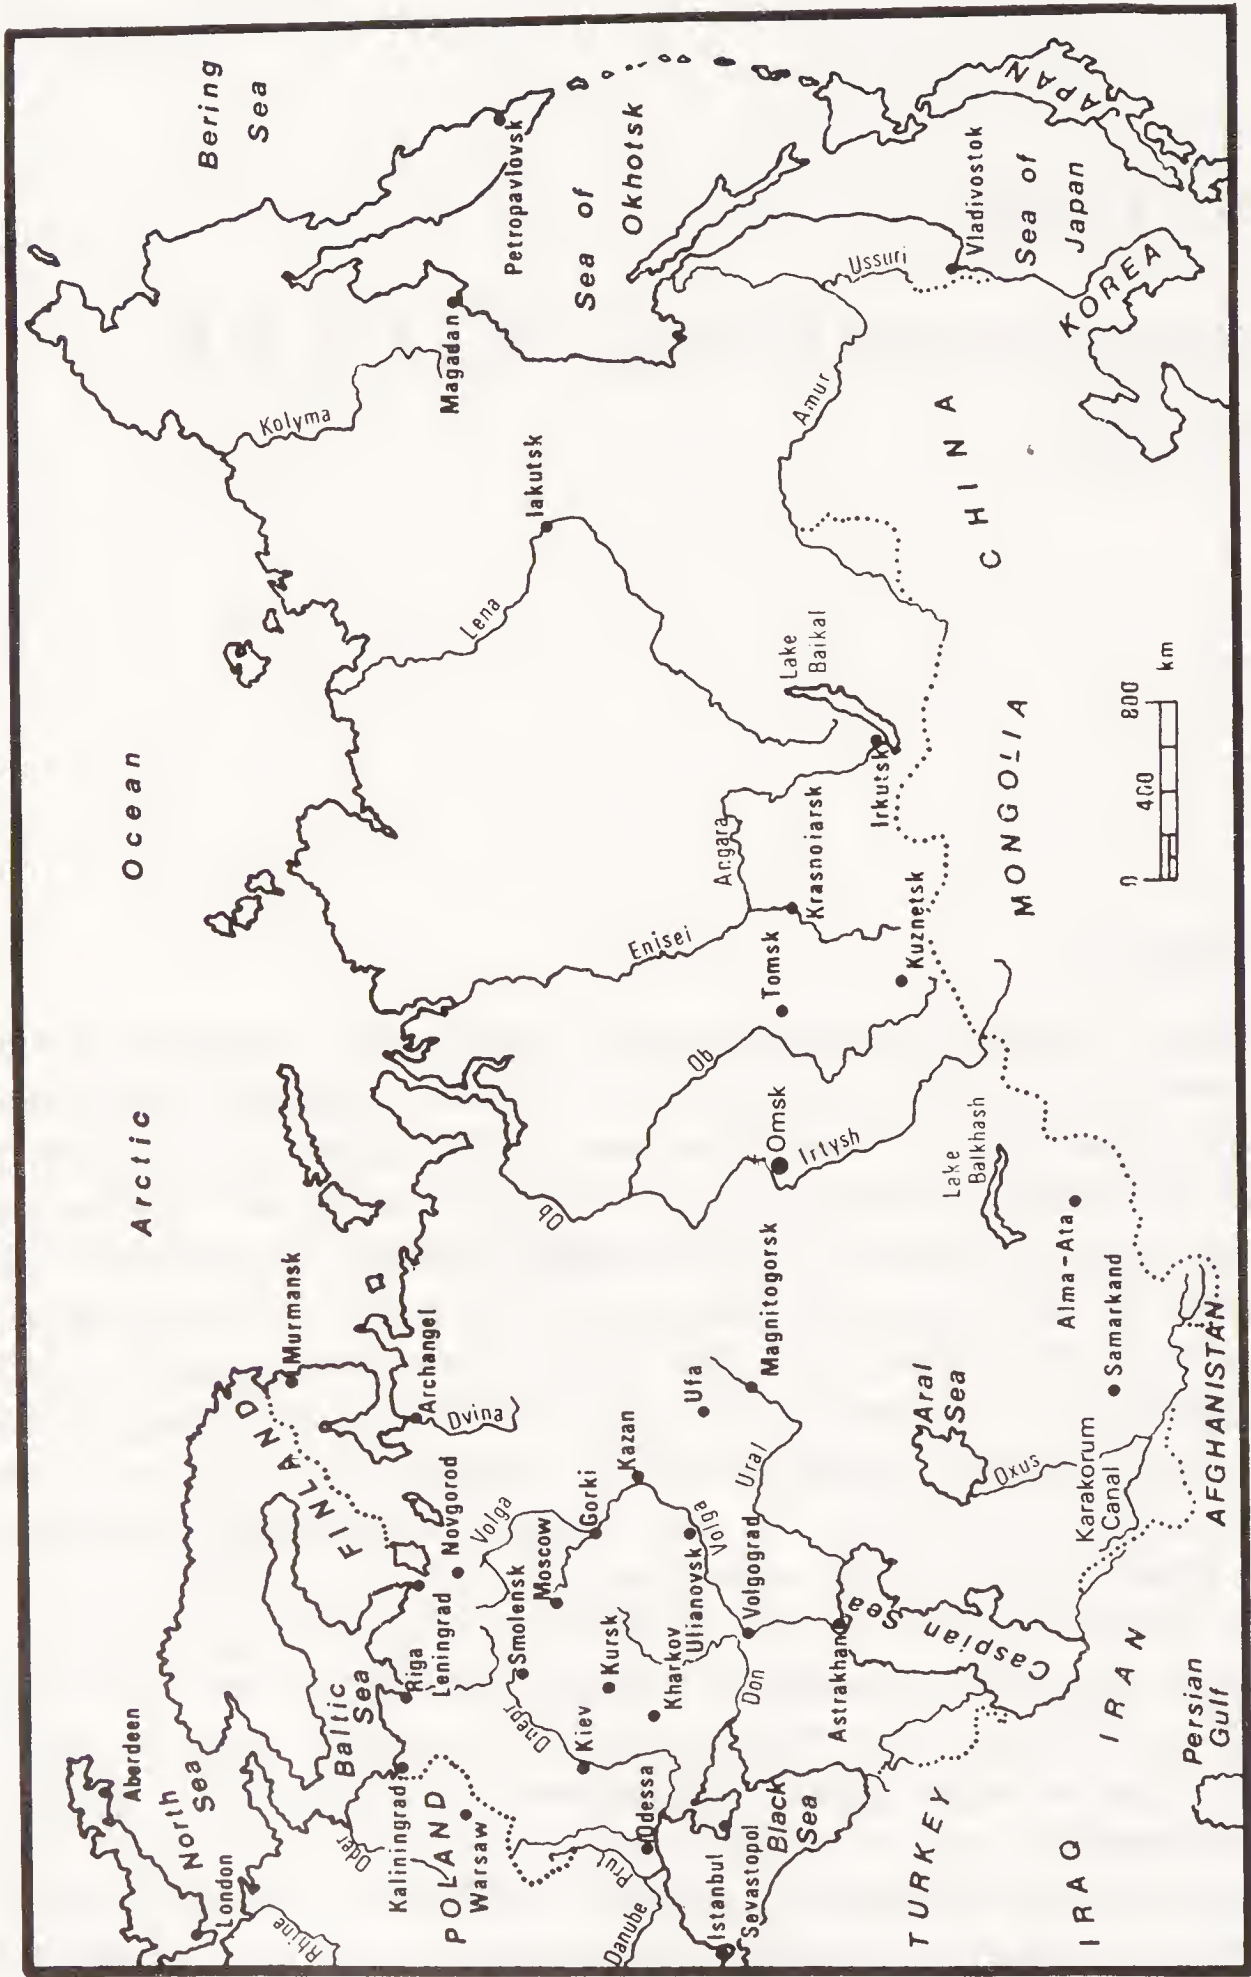 Bering
Sea
Arctic
Ocean
Petropavlovsk
Sea of
Okhotsk
Magadan
Kolyma
Iakutsk
Lena
JAPAN
Vladivostok
Sea of
Japan
Ussuri
KOREA
Amur
CHINA
Lake
Baikal
Irkutsk
Angara
Krasnoiarsk
Enisei
Kuznetsk
Tomsk
MONGOLIA
0
400
800
km
Ob
Ob
Omsk
Irtysh
Lake
Balkhash
Alma-Ata
Samarkand
Murmansk
Archangel
Dvina
FINLAND
Magnitogorsk
Ufa
Ural
Aral
Sea
Oxus
Karakorum
Canal
AFGHANISTAN
Kazan
Gorki
Volga
Novgorod
Moscow
Smolensk
Leningrad
Riga
Baltic
Sea
Ulianovsk
Volga
Volgograd
Kursk
Kharkov
Don
Astrakhan
Caspian Sea
IRAN
Persian
Gulf
Dnepr
Kiev
Odessa
Aberdeen
North
Sea
London
Rhine
Oder
Kaliningrad
POLAND
Warsaw
Prut
Danube
Istanbul
Sevastopol
Black
Sea
TURKEY
IRAQ